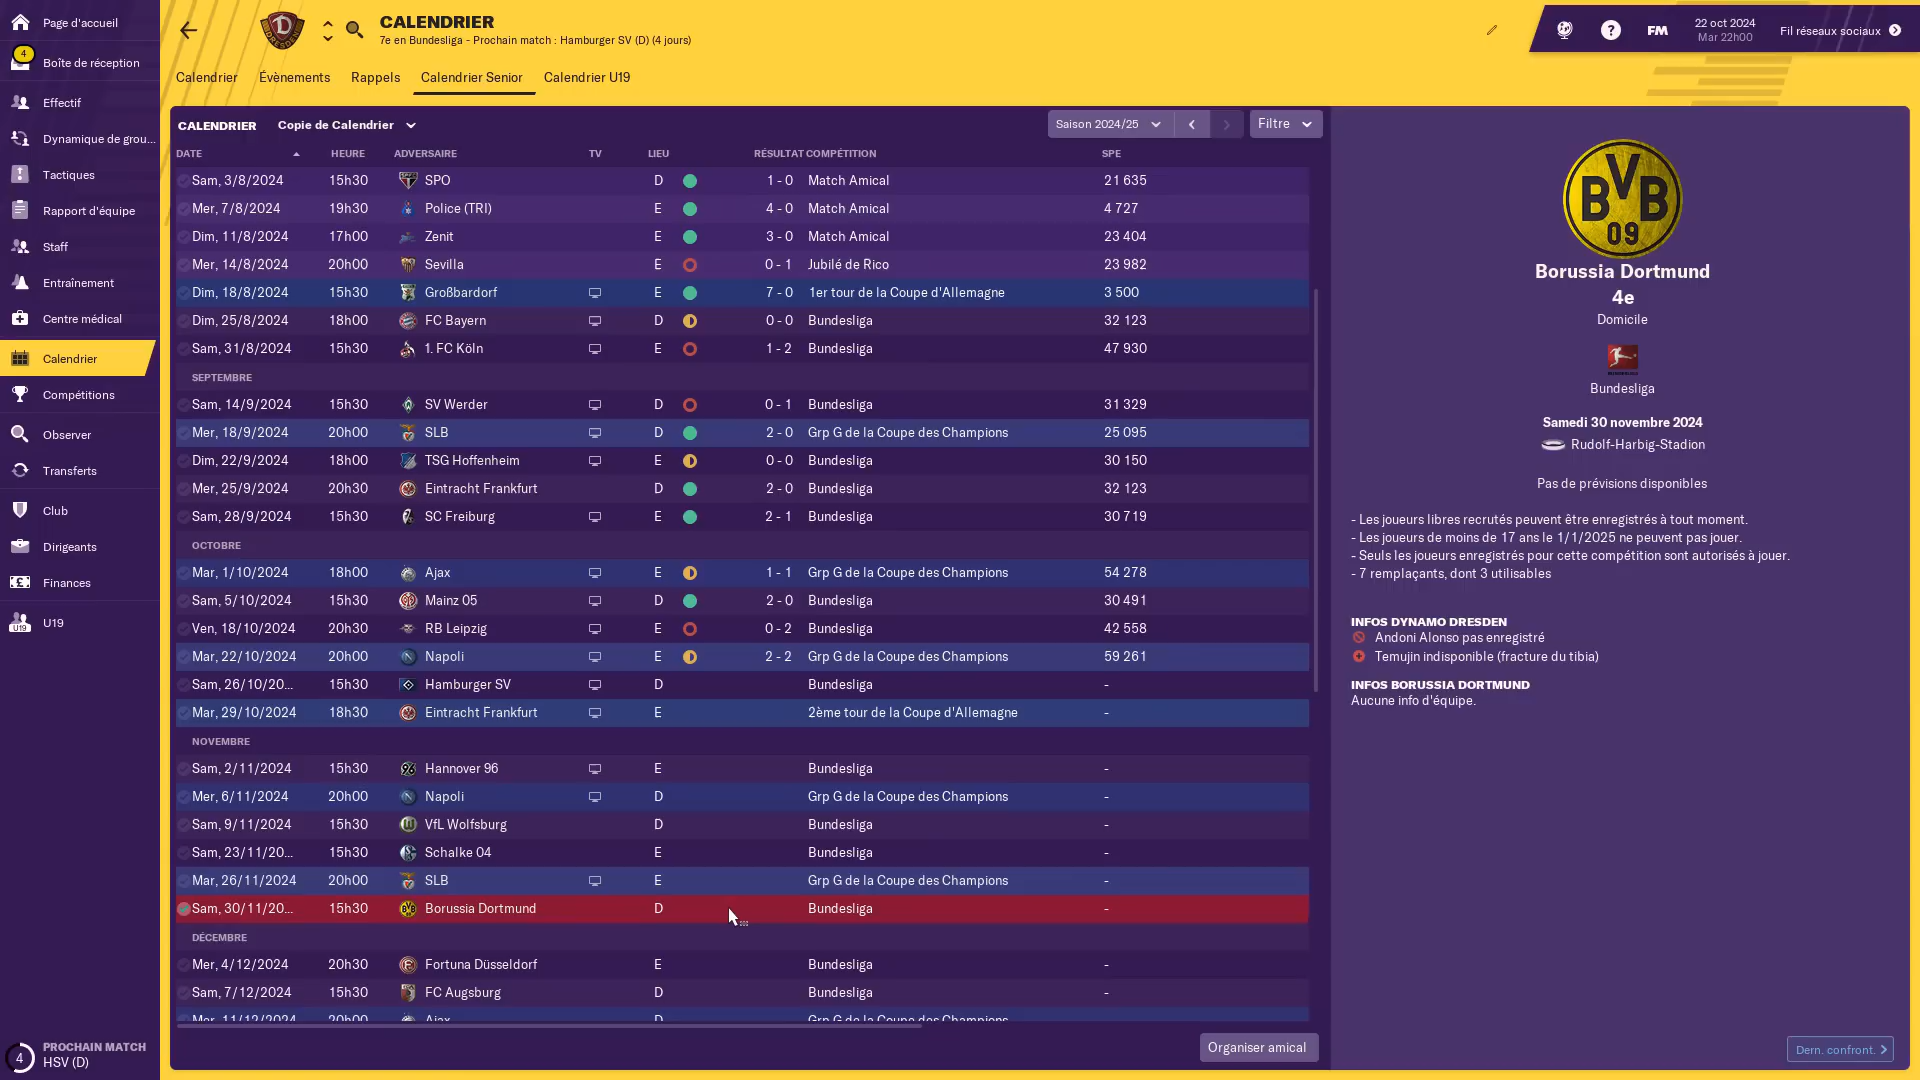 Page d'accueil
4
Boîte de réception
Effectif
Dynamique de grou...
Tactiques
Rapport d'équipe
Staff
Entraînement
Centre médical
Calendrier
Compétitions
Observer
Transferts
Club
Dirigeants
Finances
U19
U19
4
PROCHAIN MATCH
HSV (D)
CALENDRIER
7e en Bundesliga - Prochain match : Hamburger SV (D) (4 jours)
FM
22 oct 2024
Mar 22h00
Fil réseaux sociaux
Calendrier Évènements Rappels Calendrier Senior Calendrier U19
CALENDRIER Copie de Calendrier Saison 2024/25 Filtre
DATE HEURE ADVERSAIRE TV LIEU RÉSULTAT COMPÉTITION SPE
Sam, 3/8/2024 15h30 SPO D 1 - 0 Match Amical 21 635
Mer, 7/8/2024 19h30 Police (TRI) E 4 - 0 Match Amical 4 727
Dim, 11/8/2024 17h00 Zenit E 3 - 0 Match Amical 23 404
Mer, 14/8/2024 20h00 Sevilla E 0 - 1 Jubilé de Rico 23 982
Dim, 18/8/2024 15h30 Großbardorf E 7 - 0 1er tour de la Coupe d'Allemagne 3 500
Dim, 25/8/2024 18h00 FC Bayern D 0 - 0 Bundesliga 32 123
Sam, 31/8/2024 15h30 1. FC Köln E 1 - 2 Bundesliga 47 930
SEPTEMBRE
Sam, 14/9/2024 15h30 SV Werder D 0 - 1 Bundesliga 31 329
Mer, 18/9/2024 20h00 SLB D 2 - 0 Grp G de la Coupe des Champions 25 095
Dim, 22/9/2024 18h00 TSG Hoffenheim E 0 - 0 Bundesliga 30 150
Mer, 25/9/2024 20h30 Eintracht Frankfurt D 2 - 0 Bundesliga 32 123
Sam, 28/9/2024 15h30 SC Freiburg E 2 - 1 Bundesliga 30 719
OCTOBRE
Mar, 1/10/2024 18h00 Ajax E 1 - 1 Grp G de la Coupe des Champions 54 278
Sam, 5/10/2024 15h30 Mainz 05 D 2 - 0 Bundesliga 30 491
Ven, 18/10/2024 20h30 RB Leipzig E 0 - 2 Bundesliga 42 558
Mar, 22/10/2024 20h00 Napoli E 2 - 2 Grp G de la Coupe des Champions 59 261
Sam, 26/10/20... 15h30 Hamburger SV D Bundesliga -
Mar, 29/10/2024 18h30 Eintracht Frankfurt E 2ème tour de la Coupe d'Allemagne -
NOVEMBRE
Sam, 2/11/2024 15h30 Hannover 96 E Bundesliga -
Mer, 6/11/2024 20h00 Napoli D Grp G de la Coupe des Champions -
Sam, 9/11/2024 15h30 VfL Wolfsburg D Bundesliga -
Sam, 23/11/20... 15h30 Schalke 04 E Bundesliga -
Mar, 26/11/2024 20h00 SLB E Grp G de la Coupe des Champions -
Sam, 30/11/20... 15h30 Borussia Dortmund D Bundesliga -
DÉCEMBRE
Mer, 4/12/2024 20h30 Fortuna Düsseldorf E Bundesliga -
Sam, 7/12/2024 15h30 FC Augsburg D Bundesliga -
Mer, 11/12/2024 20h00 Ajax D Grp G de la Coupe des Champions
Organiser amical
BVB
09
Borussia Dortmund
4e
Domicile
Bundesliga
Samedi 30 novembre 2024
Rudolf-Harbig-Stadion
Pas de prévisions disponibles
- Les joueurs libres recrutés peuvent être enregistrés à tout moment.
- Les joueurs de moins de 17 ans le 1/1/2025 ne peuvent pas jouer.
- Seuls les joueurs enregistrés pour cette compétition sont autorisés à jouer.
- 7 remplaçants, dont 3 utilisables
INFOS DYNAMO DRESDEN
Andoni Alonso pas enregistré
Temujin indisponible (fracture du tibia)
INFOS BORUSSIA DORTMUND
Aucune info d'équipe.
Dern. confront.